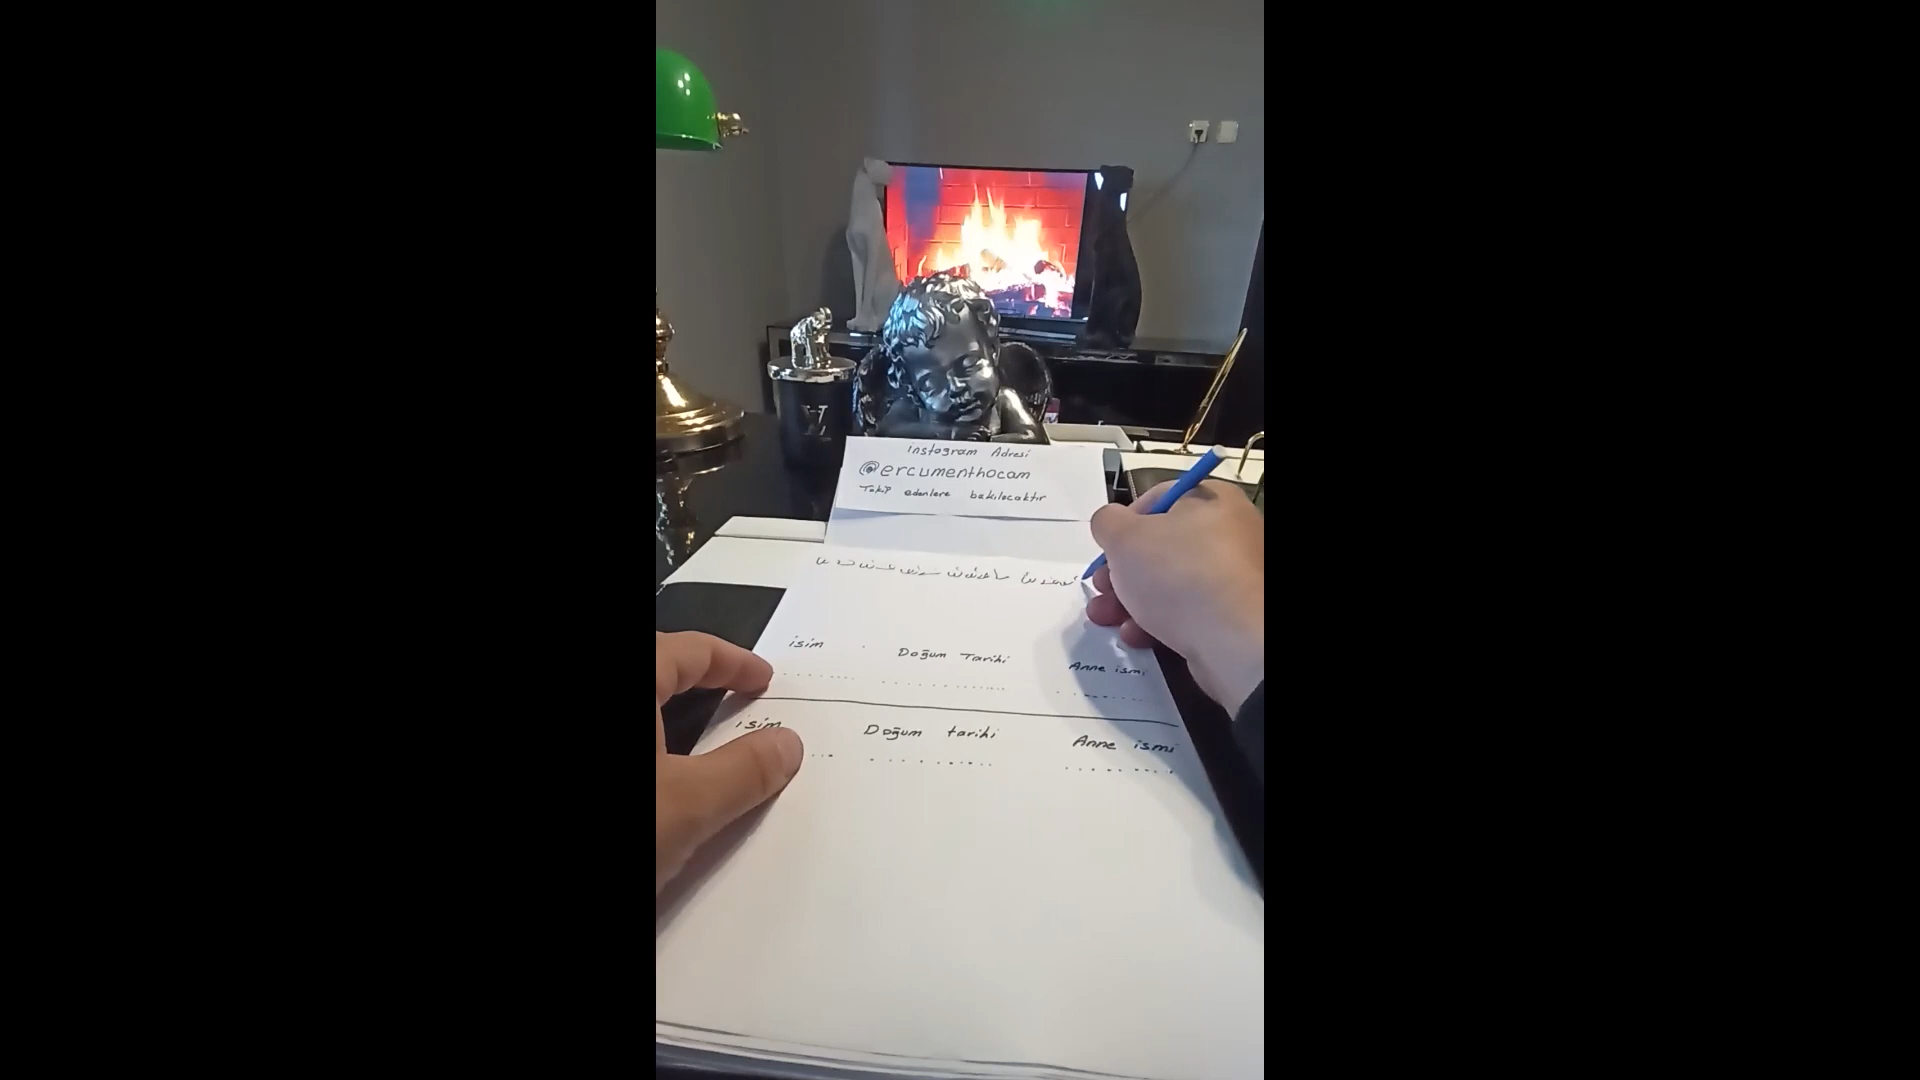 instagram Adresi
@ercumenthocam
Takip edenlere bakılacaktır
isim Doğum Tarihi Anne ismi
isim Doğum tarihi Anne ismi